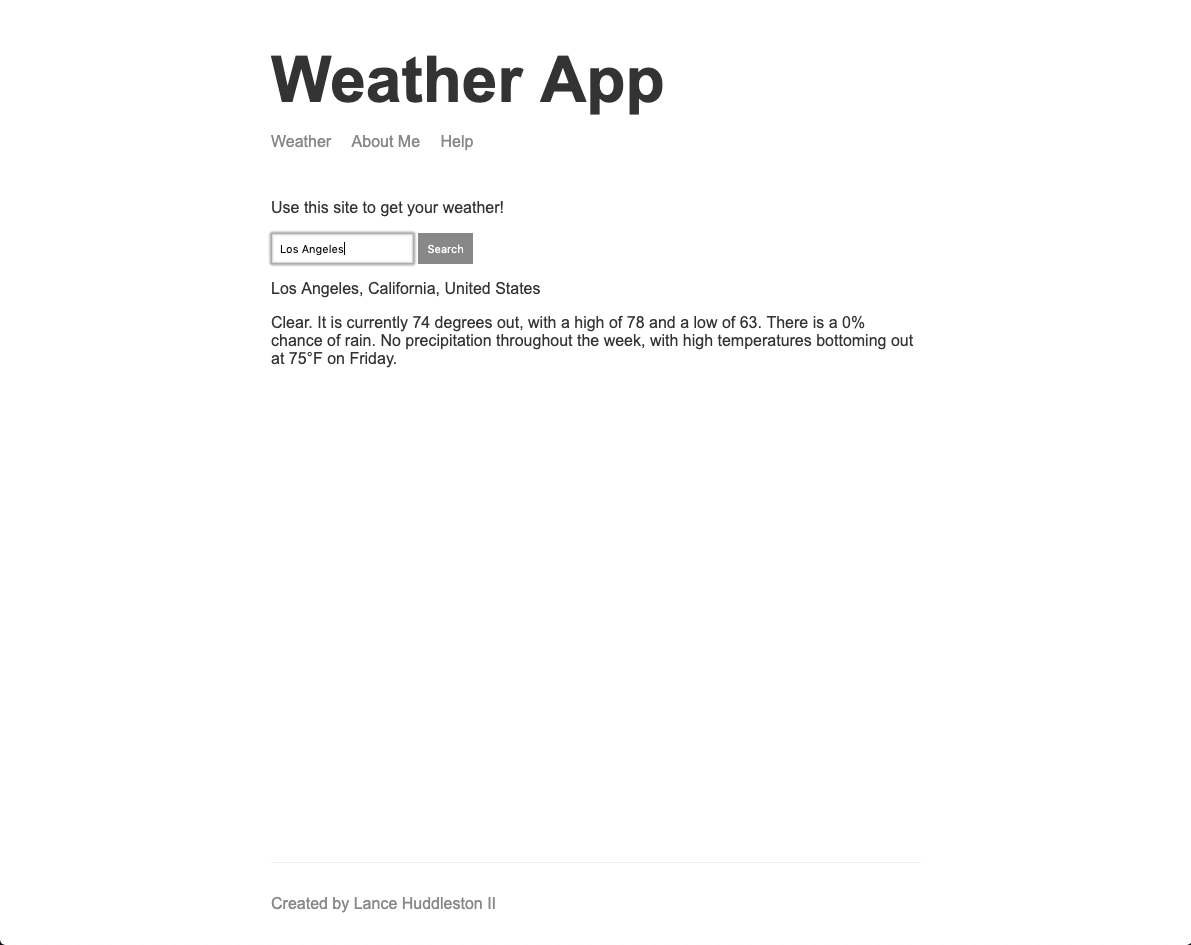 Weather App
Weather About Me Help
Use this site to get your weather!
Los Angeles Search
Los Angeles, California, United States
Clear. It is currently 74 degrees out, with a high of 78 and a low of 63. There is a 0%
chance of rain. No precipitation throughout the week, with high temperatures bottoming out
at 75°F on Friday.
Created by Lance Huddleston II